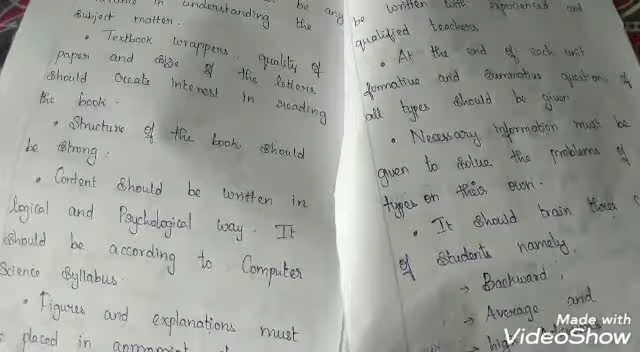 in understanding the
subject matter.
• Textbook wrappers, quality of
paper and size of the letters
should create interest in reading
the book.
• Structure of the book should
be strong.
• Content should be written in
logical and Psychological way. It
should be according to Computer
Science Syllabus.
• Figures and explanations must
placed in
be written with experienced and
qualified teachers.
• At the end of each unit
formative and summative questions of
all types should be given
• Necessary information must be
given to solve the problems of
types on their own.
• It should train three
of students namely,
→ Backward,
→ Average and
→ high
Made with
VideoShow